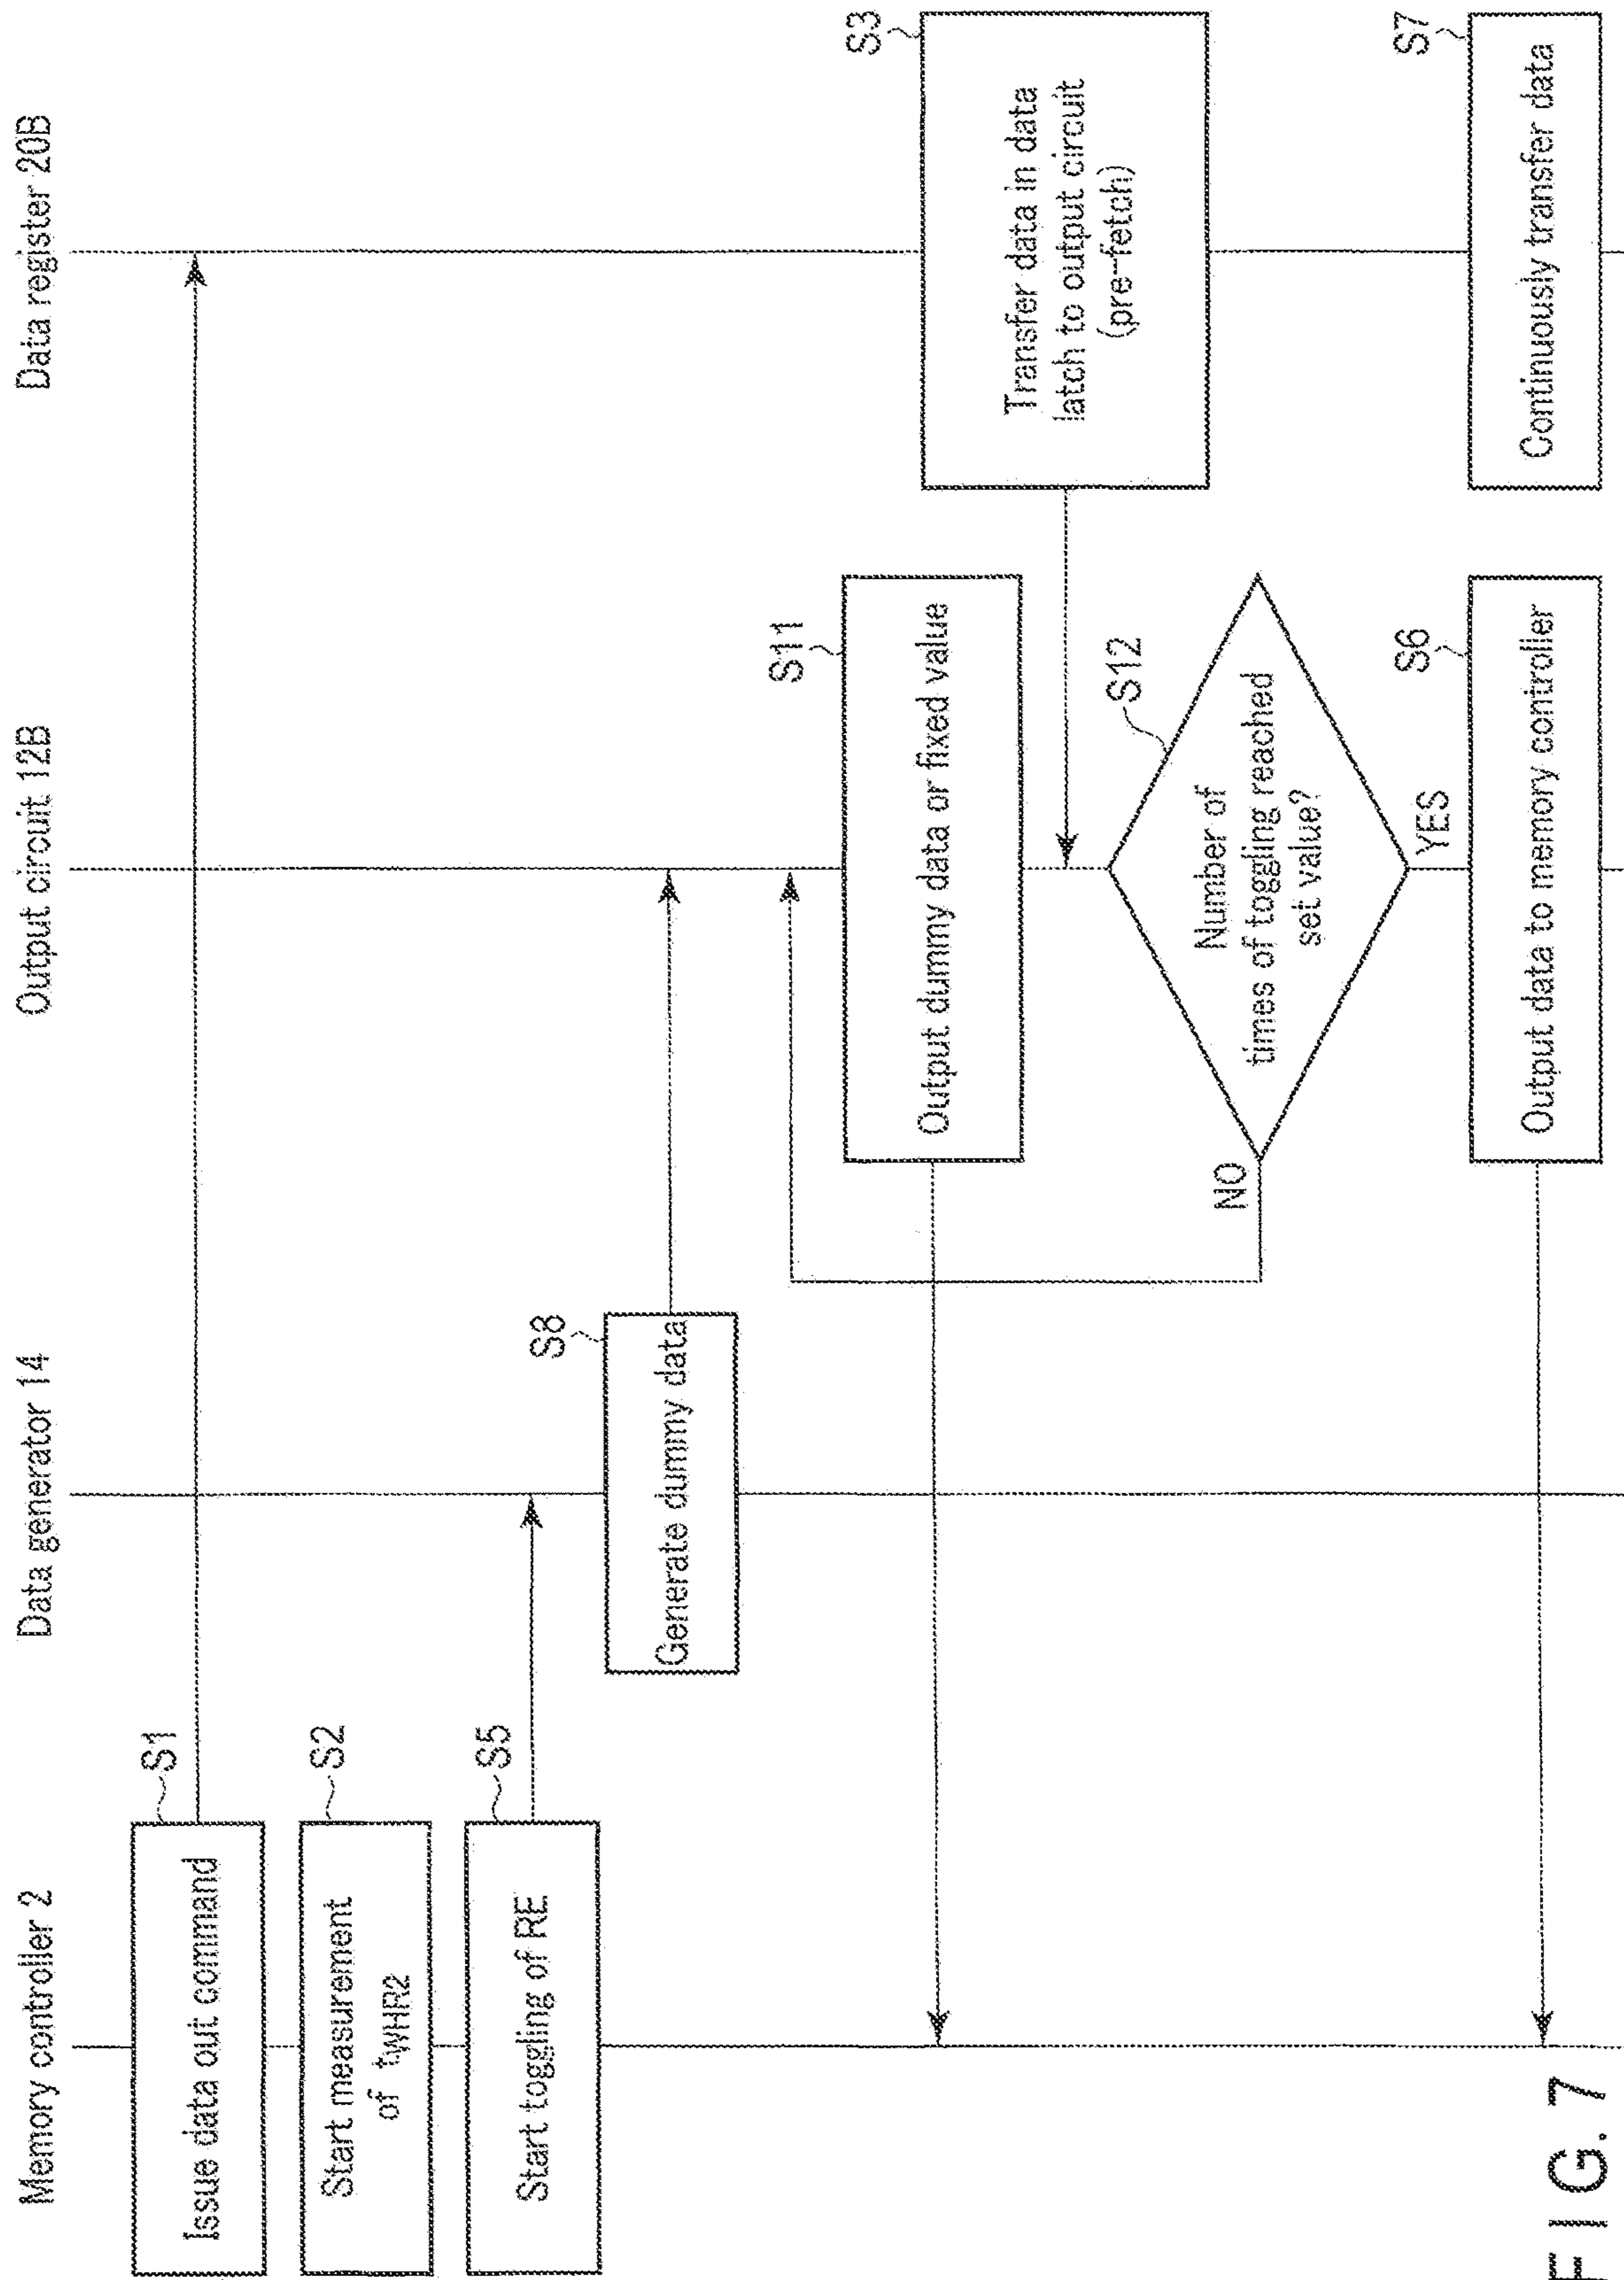 Memory controller 2
Data generator 14
Output circuit 12B
Data register 20B
S1
Issue data out command
S2
Start measurement
of tWHR2
S5
Start toggling of RE
S8
Generate dummy data
S11
Output dummy data or fixed value
S3
Transfer data in data
latch to output circuit
(pre-fetch)
S12
Number of
times of toggling reached
set value?
NO
YES
S6
Output data to memory controller
S7
Continuously transfer data
FIG. 7